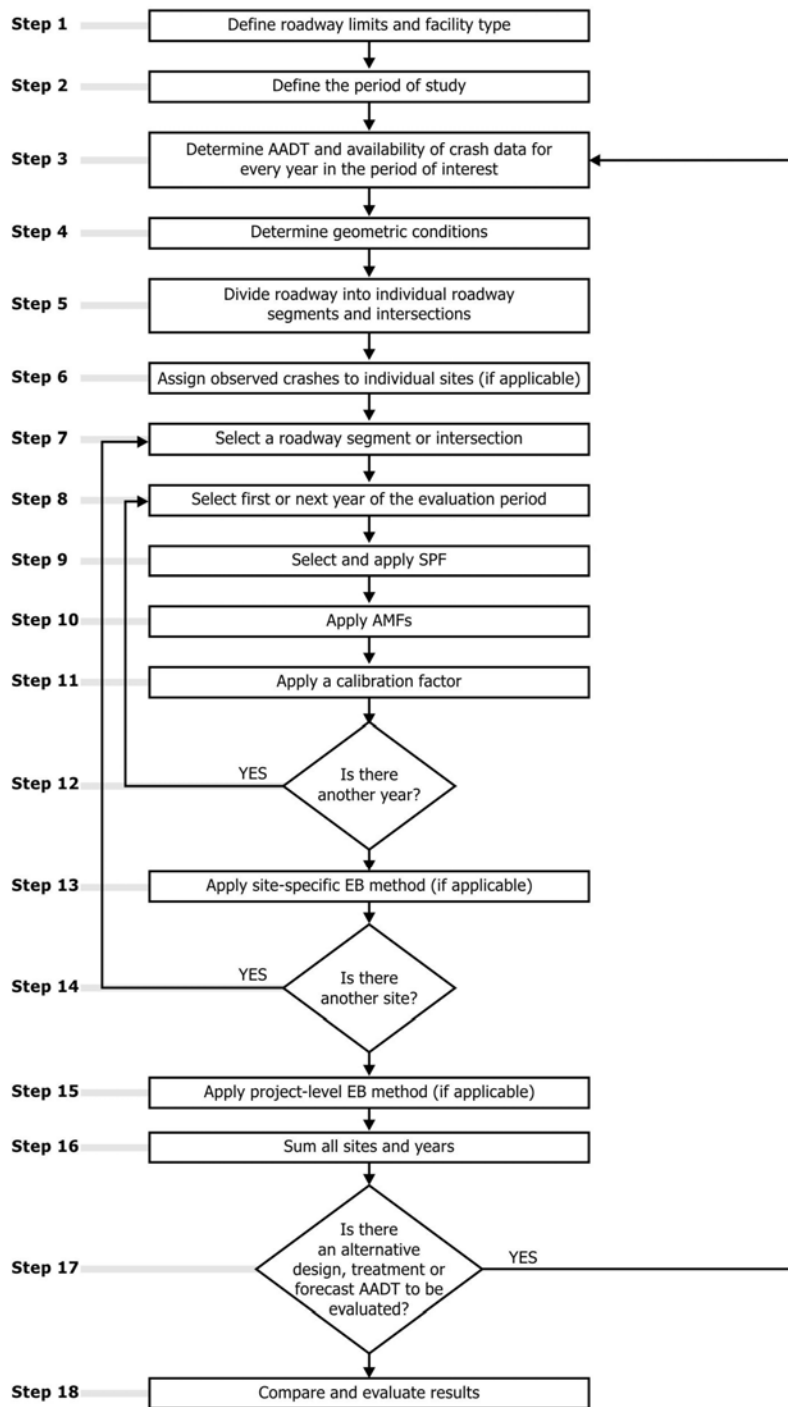 Step 1
Define roadway limits and facility type
Step 2
Define the period of study
Step 3
Determine AADT and availability of crash data for
every year in the period of interest
Step 4
Determine geometric conditions
Step 5
Divide roadway into individual roadway
segments and intersections
Step 6
Assign observed crashes to individual sites (if applicable)
Step 7
Select a roadway segment or intersection
Step 8
Select first or next year of the evaluation period
Step 9
Select and apply SPF
Step 10
Apply AMFs
Step 11
Apply a calibration factor
Step 12
YES
Is there
another year?
Step 13
Apply site-specific EB method (if applicable)
Step 14
YES
Is there
another site?
Step 15
Apply project-level EB method (if applicable)
Step 16
Sum all sites and years
Step 17
Is there
an alternative
design, treatment or
forecast AADT to be
evaluated?
YES
Step 18
Compare and evaluate results